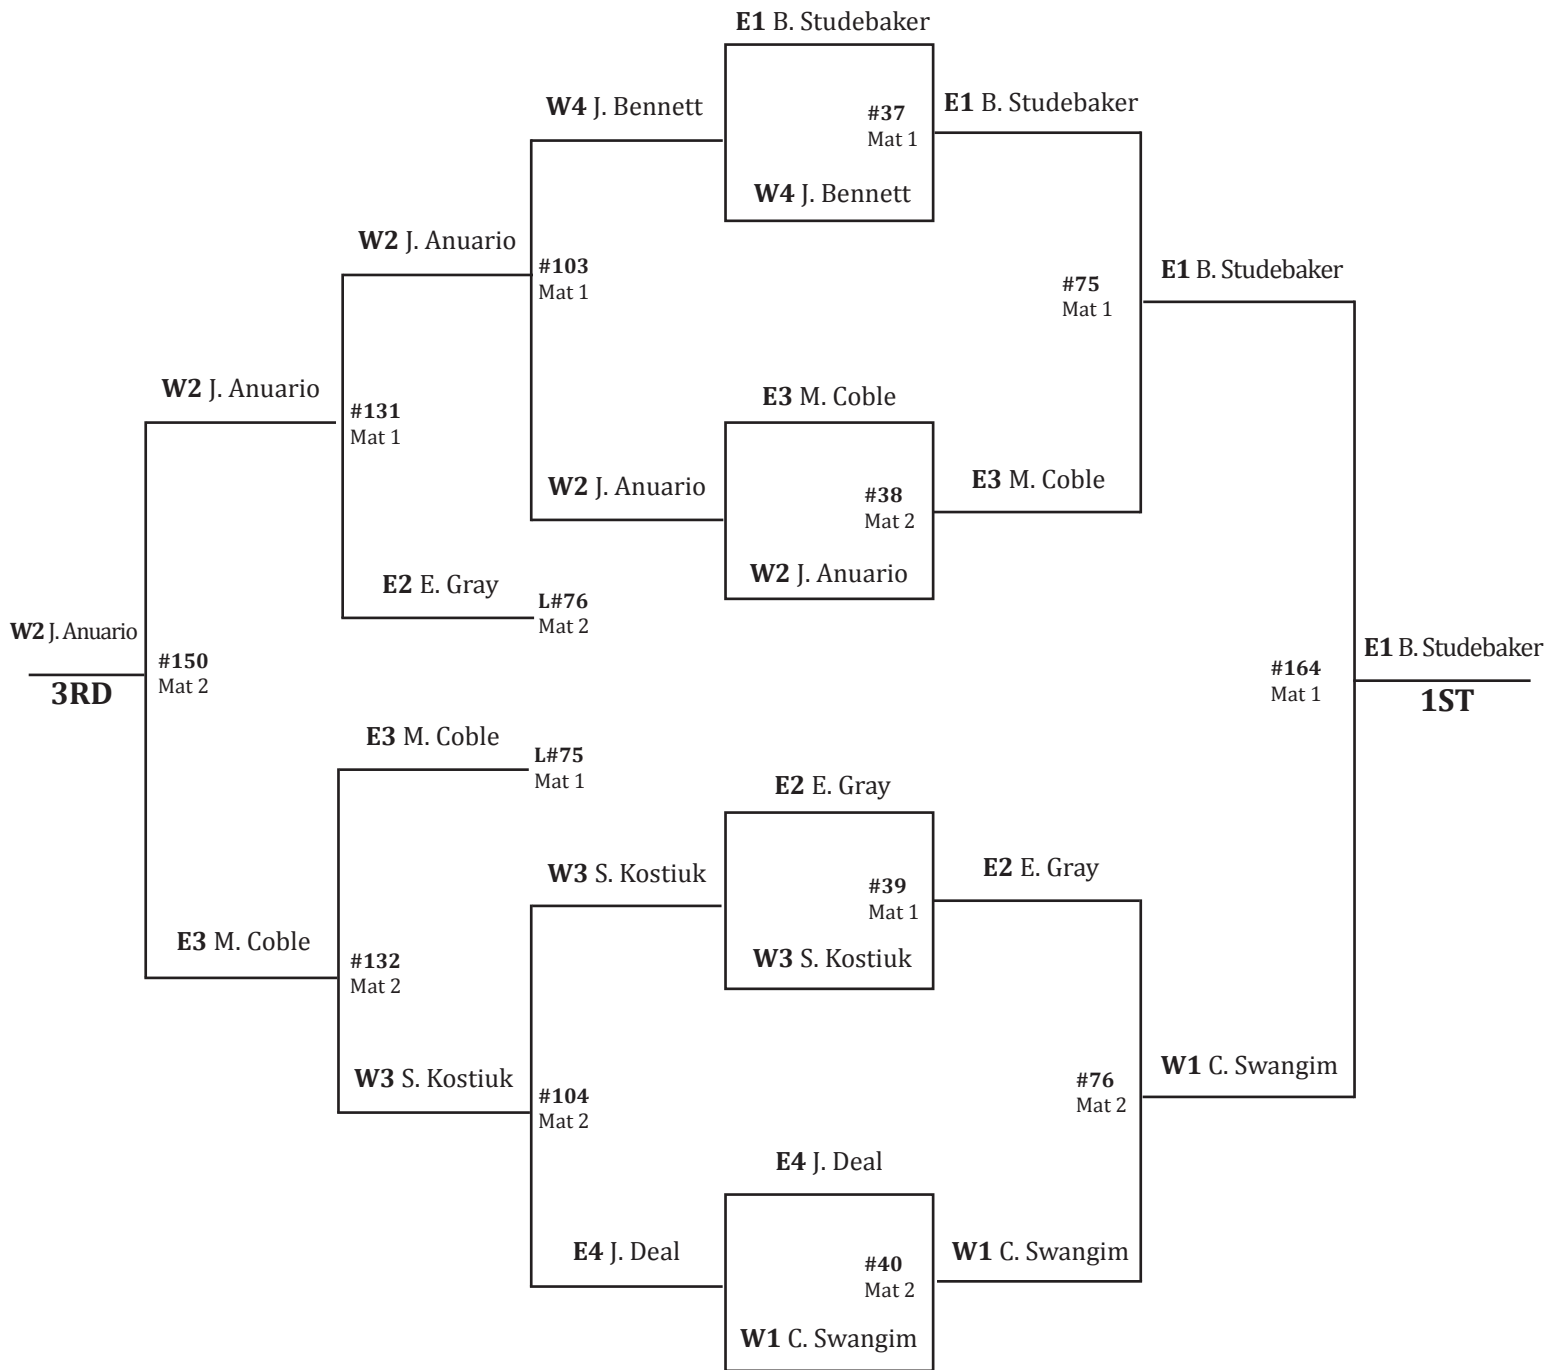 E1 B. Studebaker
W4 J. Bennett
#37
Mat 1
E1 B. Studebaker
W4 J. Bennett
W2 J. Anuario
#103
Mat 1
#75
Mat 1
E1 B. Studebaker
W2 J. Anuario
#131
Mat 1
E3 M. Coble
W2 J. Anuario
#38
Mat 2
E3 M. Coble
W2 J. Anuario
E2 E. Gray
L#76
Mat 2
W2 J. Anuario
3RD
#150
Mat 2
#164
Mat 1
E1 B. Studebaker
1ST
E3 M. Coble
L#75
Mat 1
E2 E. Gray
W3 S. Kostiuk
#39
Mat 1
E2 E. Gray
W3 S. Kostiuk
E3 M. Coble
#132
Mat 2
W3 S. Kostiuk
#104
Mat 2
#76
Mat 2
W1 C. Swangim
E4 J. Deal
E4 J. Deal
#40
Mat 2
W1 C. Swangim
W1 C. Swangim